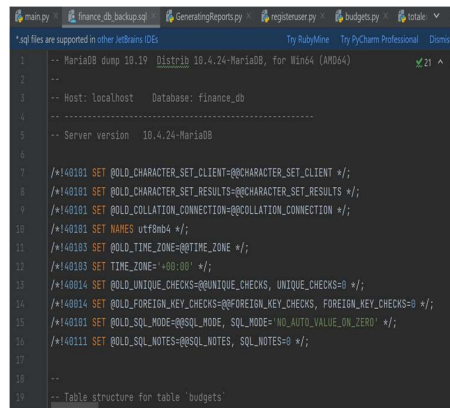 main.py finance_db_backup.sql GeneratingReports.py registeruser.py budgets.py totale
*.sql files are supported in other JetBrains IDEs Try RubyMine Try PyCharm Professional Dismis
1 -- MariaDB dump 10.19 Distrib 10.4.24-MariaDB, for Win64 (AMD64) 21
2 --
3 -- Host: localhost Database: finance_db
4 -- ------------------------------------------------------
5 -- Server version 10.4.24-MariaDB
6
7 /*!40101 SET @OLD_CHARACTER_SET_CLIENT=@@CHARACTER_SET_CLIENT */;
8 /*!40101 SET @OLD_CHARACTER_SET_RESULTS=@@CHARACTER_SET_RESULTS */;
9 /*!40101 SET @OLD_COLLATION_CONNECTION=@@COLLATION_CONNECTION */;
10 /*!40101 SET NAMES utf8mb4 */;
11 /*!40103 SET @OLD_TIME_ZONE=@@TIME_ZONE */;
12 /*!40103 SET TIME_ZONE='+00:00' */;
13 /*!40014 SET @OLD_UNIQUE_CHECKS=@@UNIQUE_CHECKS, UNIQUE_CHECKS=0 */;
14 /*!40014 SET @OLD_FOREIGN_KEY_CHECKS=@@FOREIGN_KEY_CHECKS, FOREIGN_KEY_CHECKS=0 */;
15 /*!40101 SET @OLD_SQL_MODE=@@SQL_MODE, SQL_MODE='NO_AUTO_VALUE_ON_ZERO' */;
16 /*!40111 SET @OLD_SQL_NOTES=@@SQL_NOTES, SQL_NOTES=0 */;
17
18 --
19 -- Table structure for table `budgets`